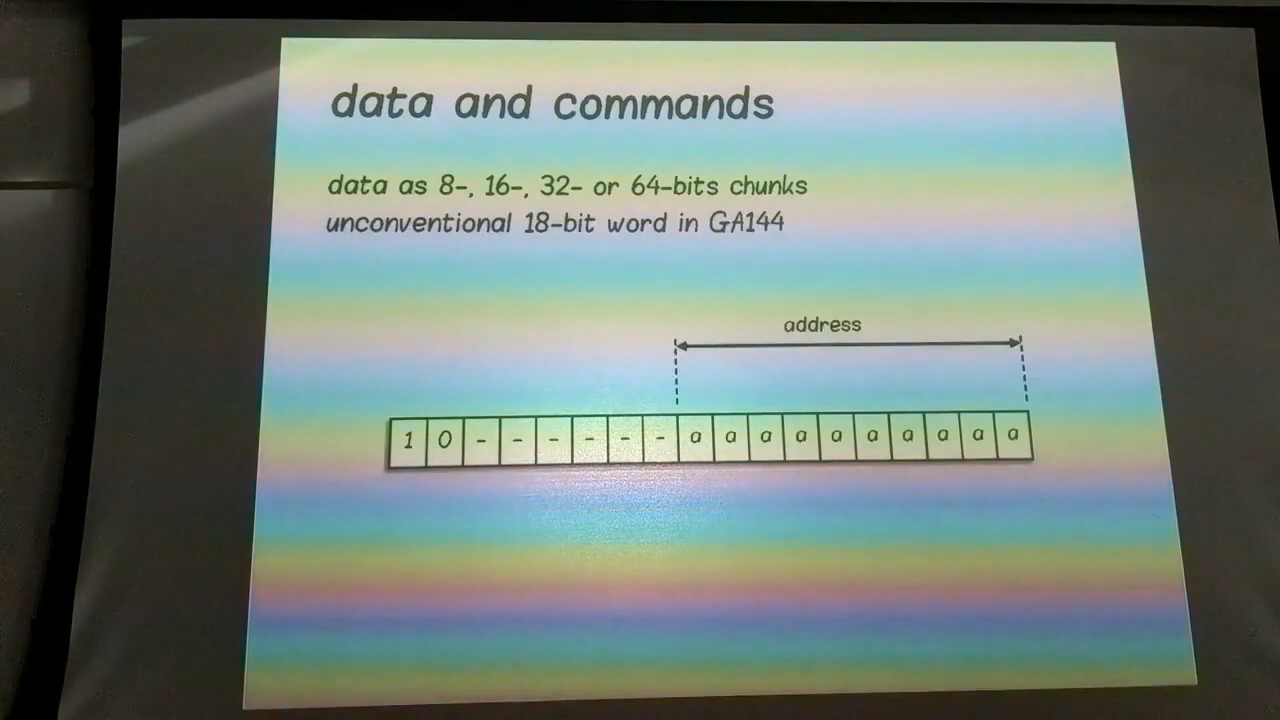 data and commands
data as 8-, 16-, 32- or 64-bits chunks
unconventional 18-bit word in GA144
address
1 0 - - - - - - a a a a a a a a a a